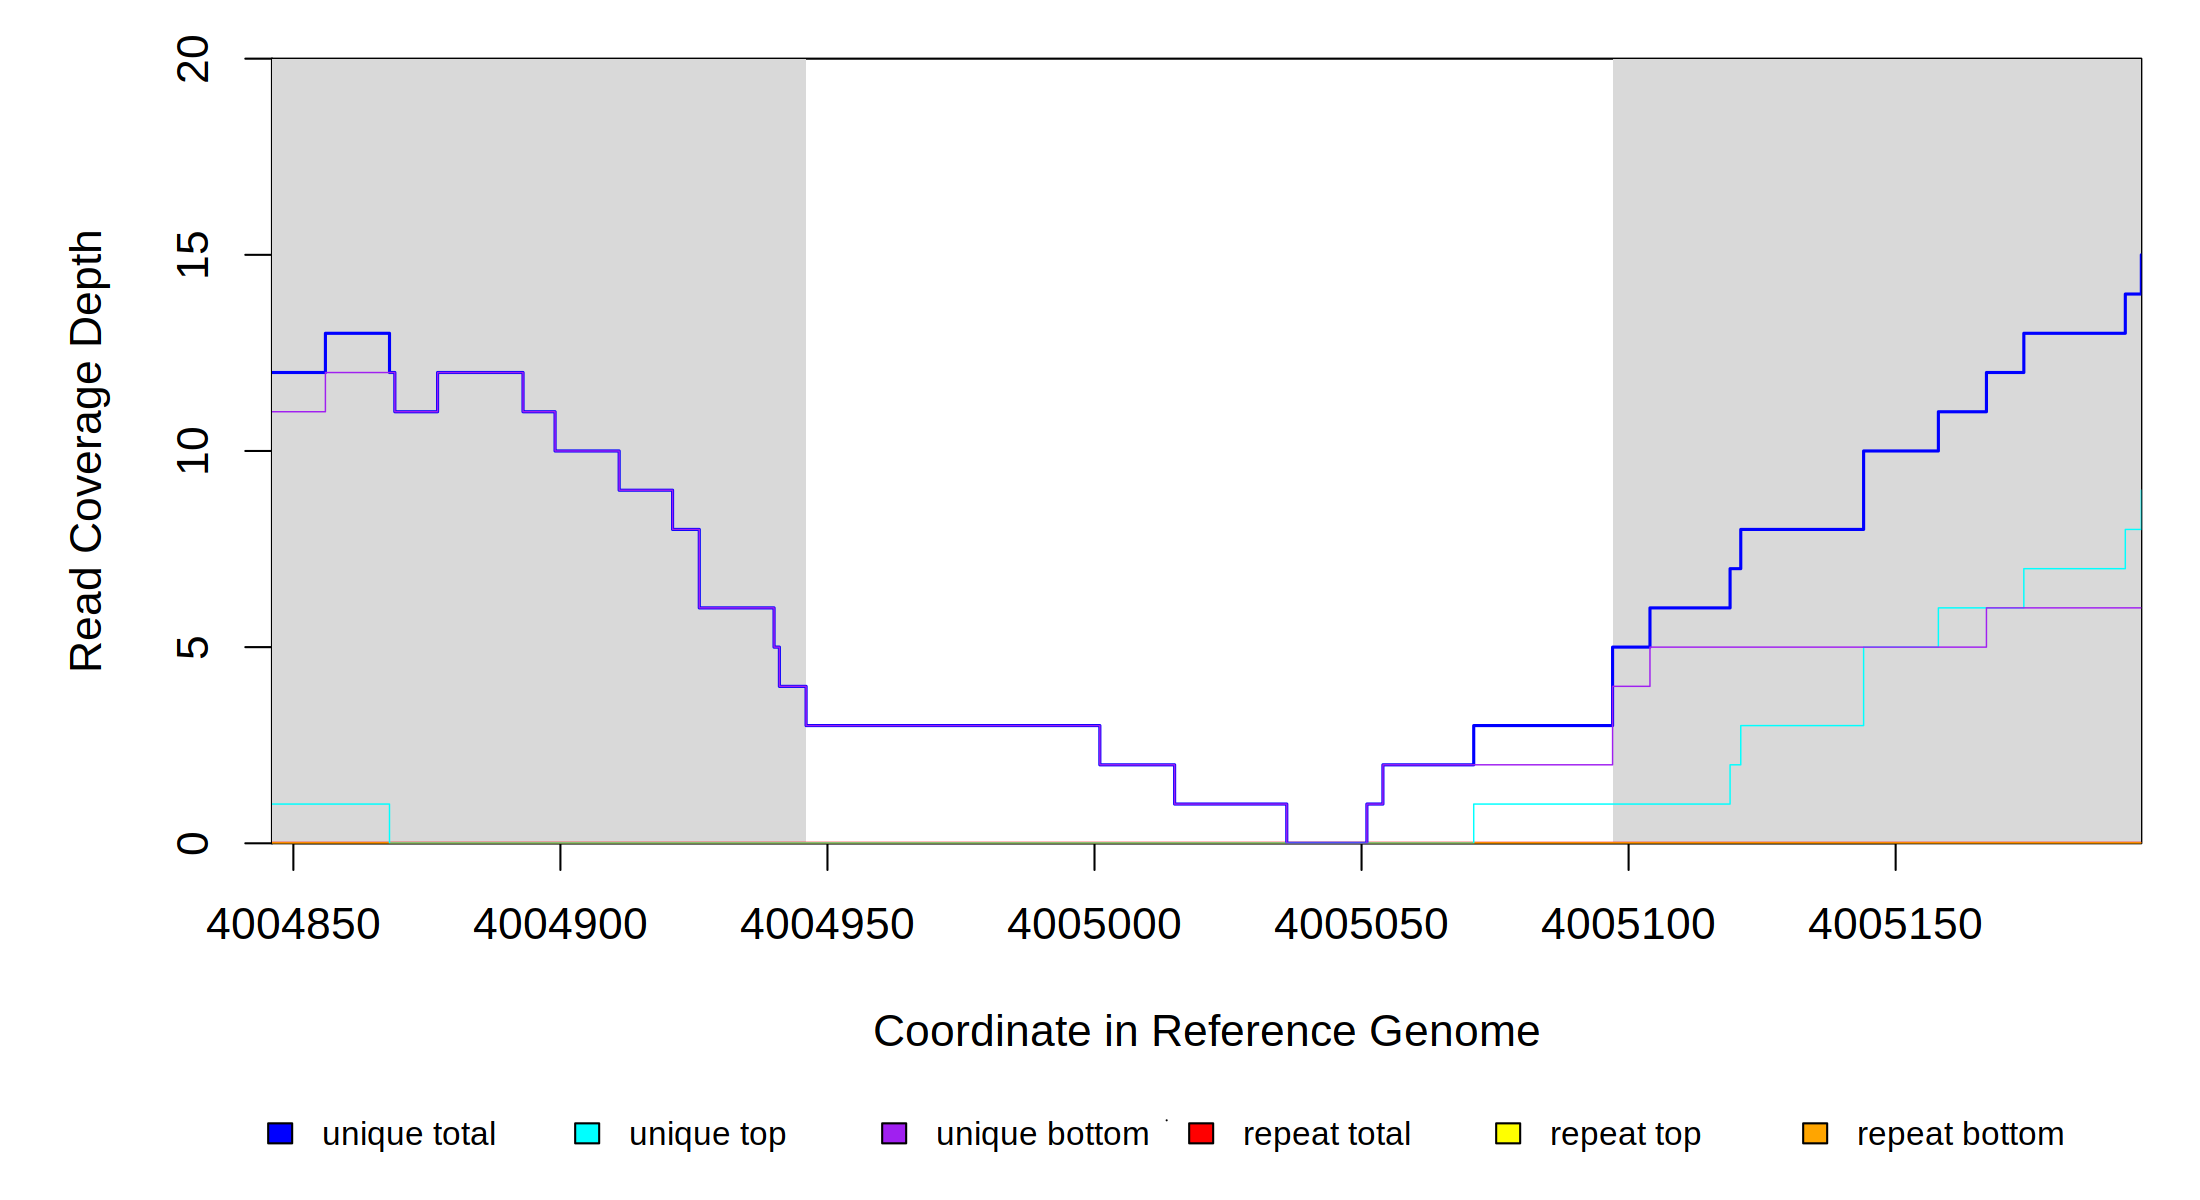 20
15
10
5
0
Read Coverage Depth
4004850 4004900 4004950 4005000 4005050 4005100 4005150
Coordinate in Reference Genome
unique total unique top unique bottom repeat total repeat top repeat bottom